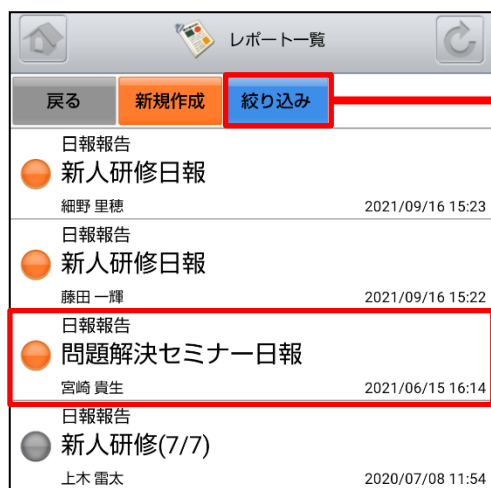 レポート一覧
戻る 新規作成 絞り込み
日報報告
新人研修日報
細野 里穂 2021/09/16 15:23
日報報告
新人研修日報
藤田 一輝 2021/09/16 15:22
日報報告
問題解決セミナー日報
宮崎 貴生 2021/06/15 16:14
日報報告
新人研修(7/7)
上木 雷太 2020/07/08 11:54